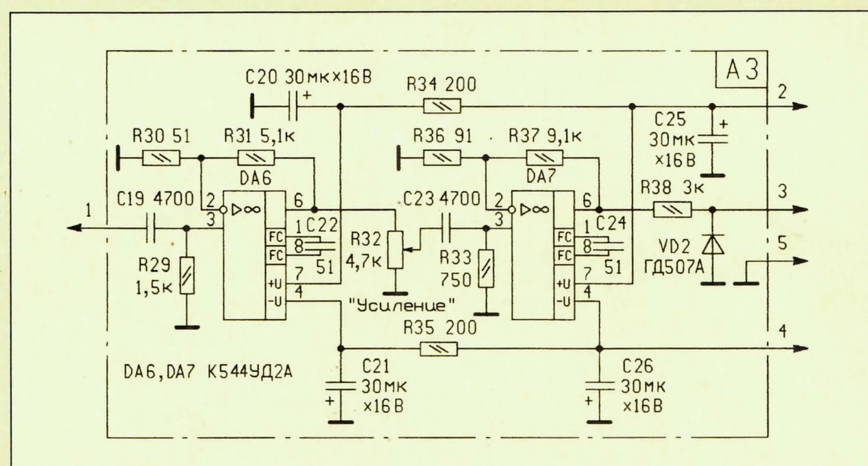 А3
C20 30мк×16В
R34 200
2
R30 51
R31 5,1к
R36 91
R37 9,1к
C25
30мк
×16В
DA6
DA7
C19 4700
2
3
▷∞
6
C23 4700
2
3
▷∞
6
R38 3к
3
1
FC
FC
1
8
C22
51
R32
4,7к
FC
FC
1
8
C24
51
5
R29
1,5к
+U
-U
7
4
R33
750
+U
-U
7
4
VD2
ГД507А
"Усиление"
R35 200
4
DA6,DA7 К544УД2А
C21
30мк
×16В
C26
30мк
×16В
+
+
+
+